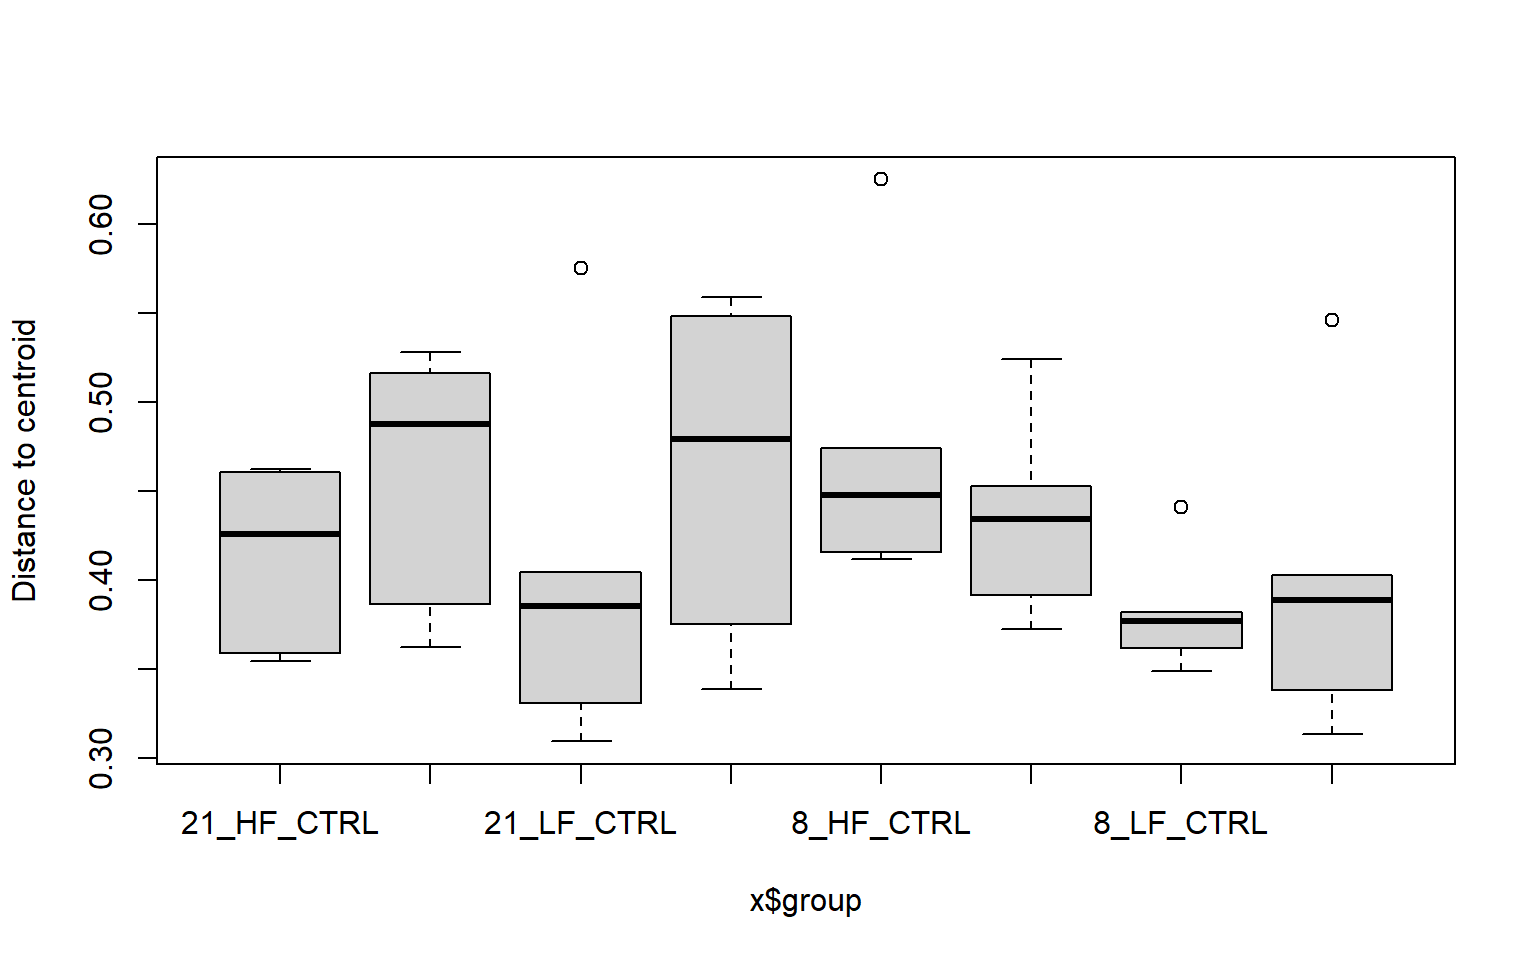 Distance to centroid
0.60
0.50
0.40
0.30
21_HF_CTRL 21_LF_CTRL 8_HF_CTRL 8_LF_CTRL
x$group